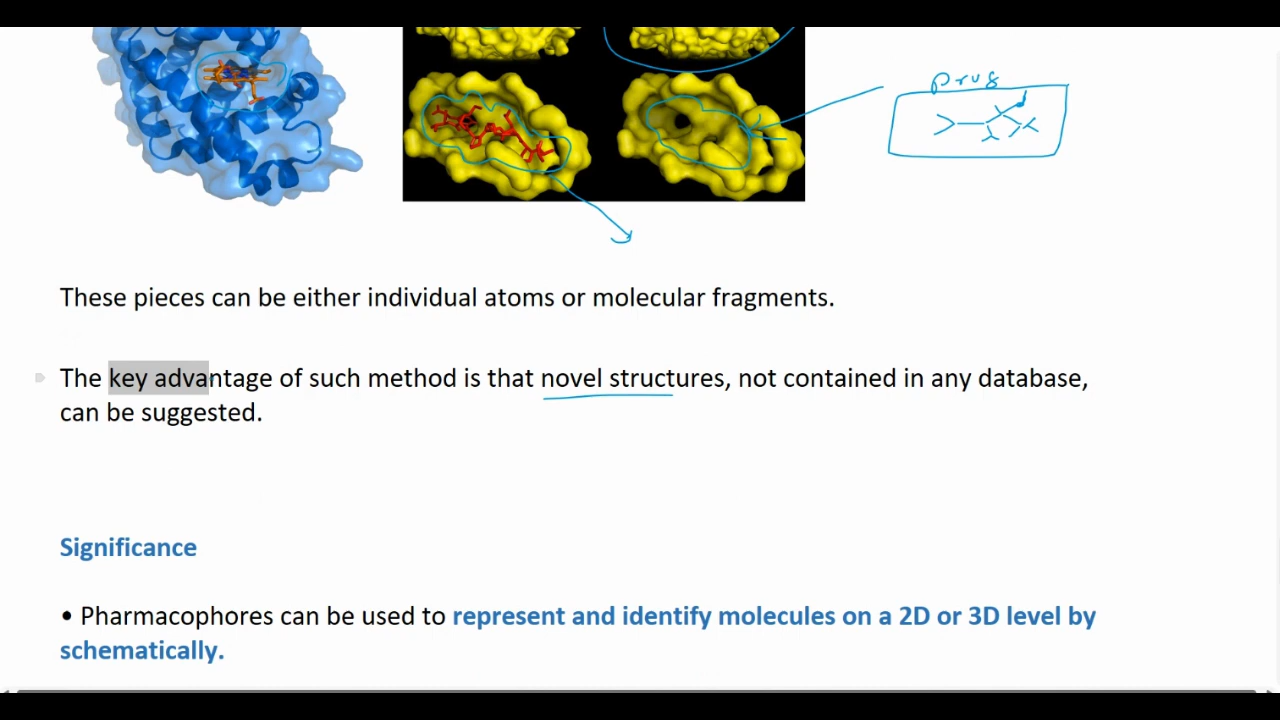 Drug
These pieces can be either individual atoms or molecular fragments.
The key advantage of such method is that novel structures, not contained in any database,
can be suggested.
Significance
• Pharmacophores can be used to represent and identify molecules on a 2D or 3D level by
schematically.